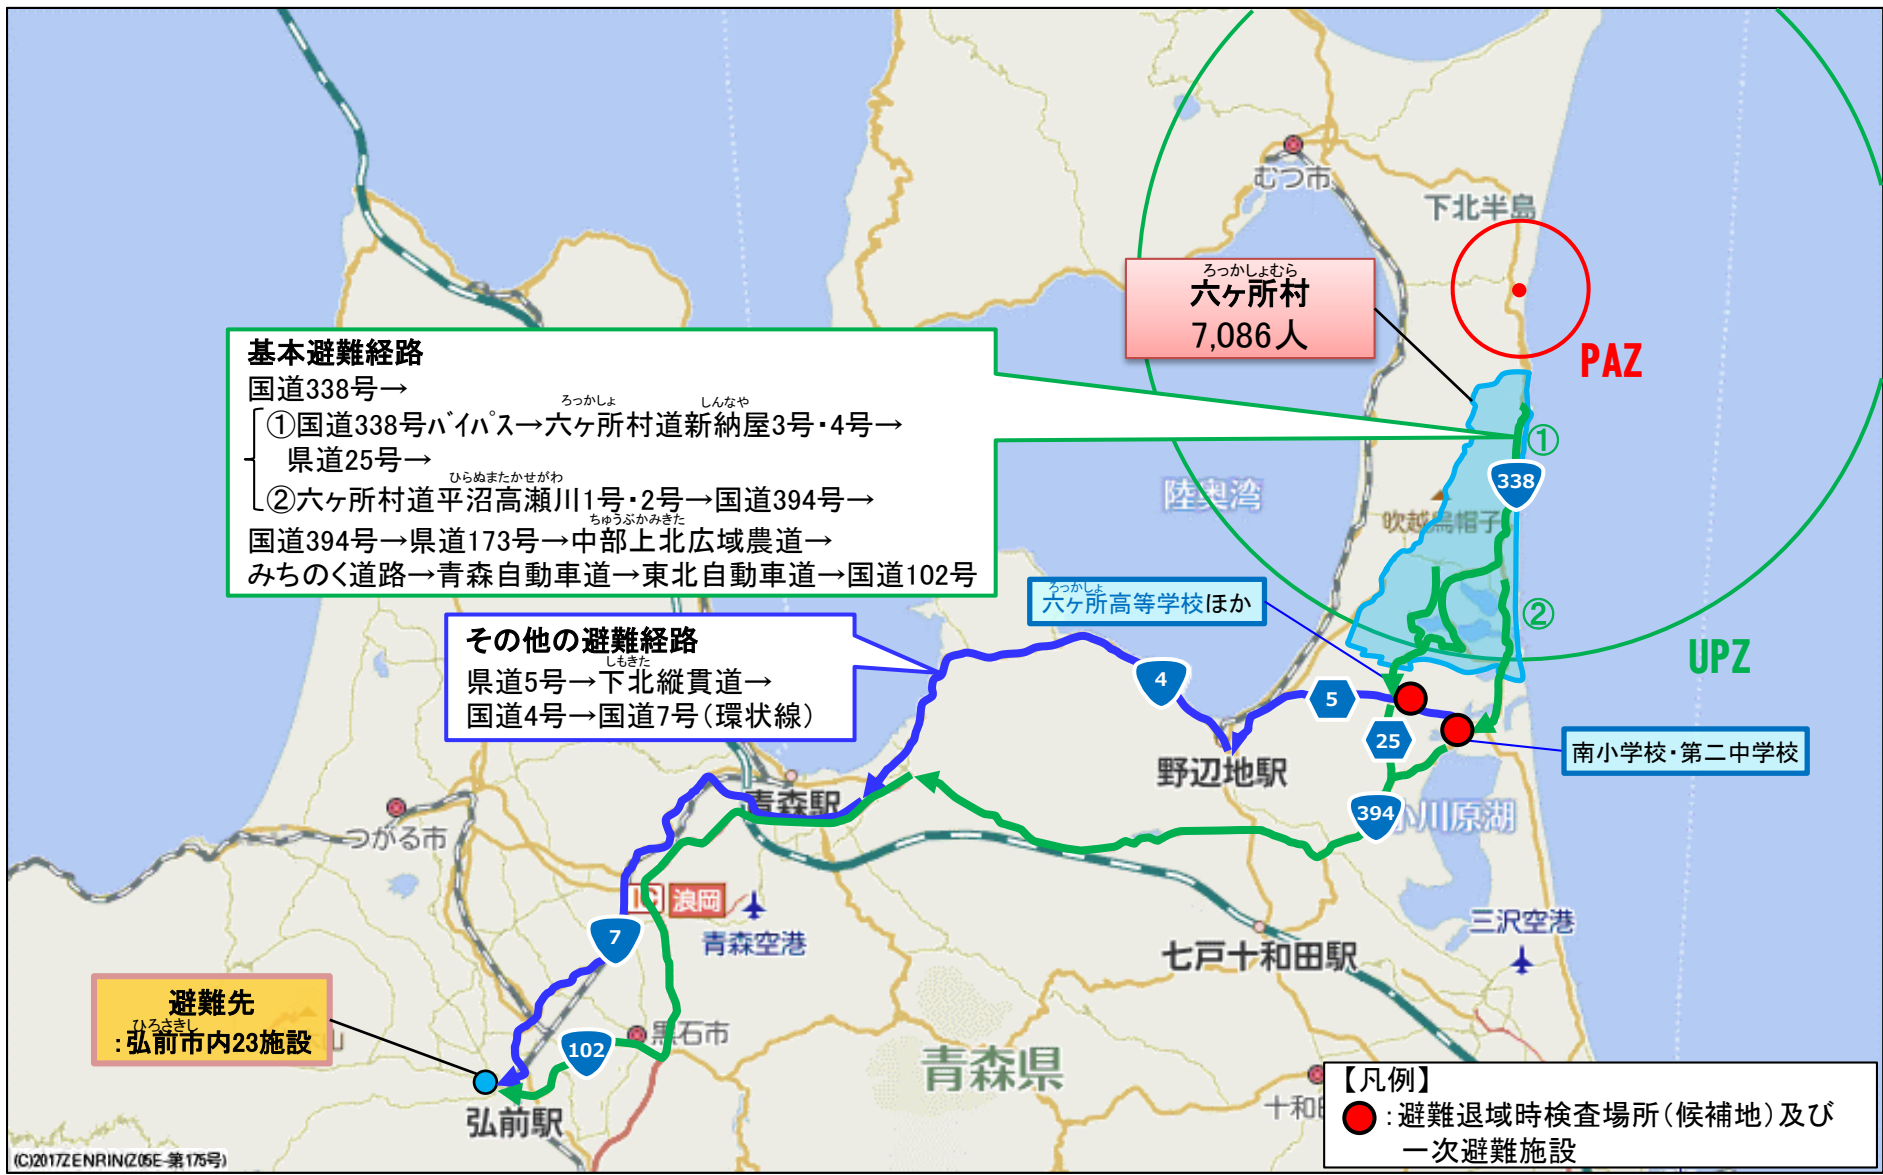 むつ市
下北半島
ろっかしょむら
六ヶ所村
7,086人
PAZ
基本避難経路
国道338号→
ろっかしょ しんなや
①国道338号バイパス→六ヶ所村道新納屋3号・4号→
県道25号→
ひらぬまたかせがわ
②六ヶ所村道平沼高瀬川1号・2号→国道394号→
ちゅうぶかみきた
国道394号→県道173号→中部上北広域農道→
みちのく道路→青森自動車道→東北自動車道→国道102号
①
338
陸奥湾
吹越烏帽子
ろっかしょ
六ヶ所高等学校ほか
②
UPZ
その他の避難経路
しもきた
県道5号→下北縦貫道→
国道4号→国道7号（環状線）
4
5
25
南小学校・第二中学校
野辺地駅
青森駅
394
小川原湖
つがる市
IC 浪岡
青森空港
三沢空港
7
七戸十和田駅
避難先
ひろさきし
：弘前市内23施設
山
102
黒石市
青森県
弘前駅
十和田
【凡例】
：避難退域時検査場所（候補地）及び
一次避難施設
(C)2017ZENRIN(Z05E-第175号)